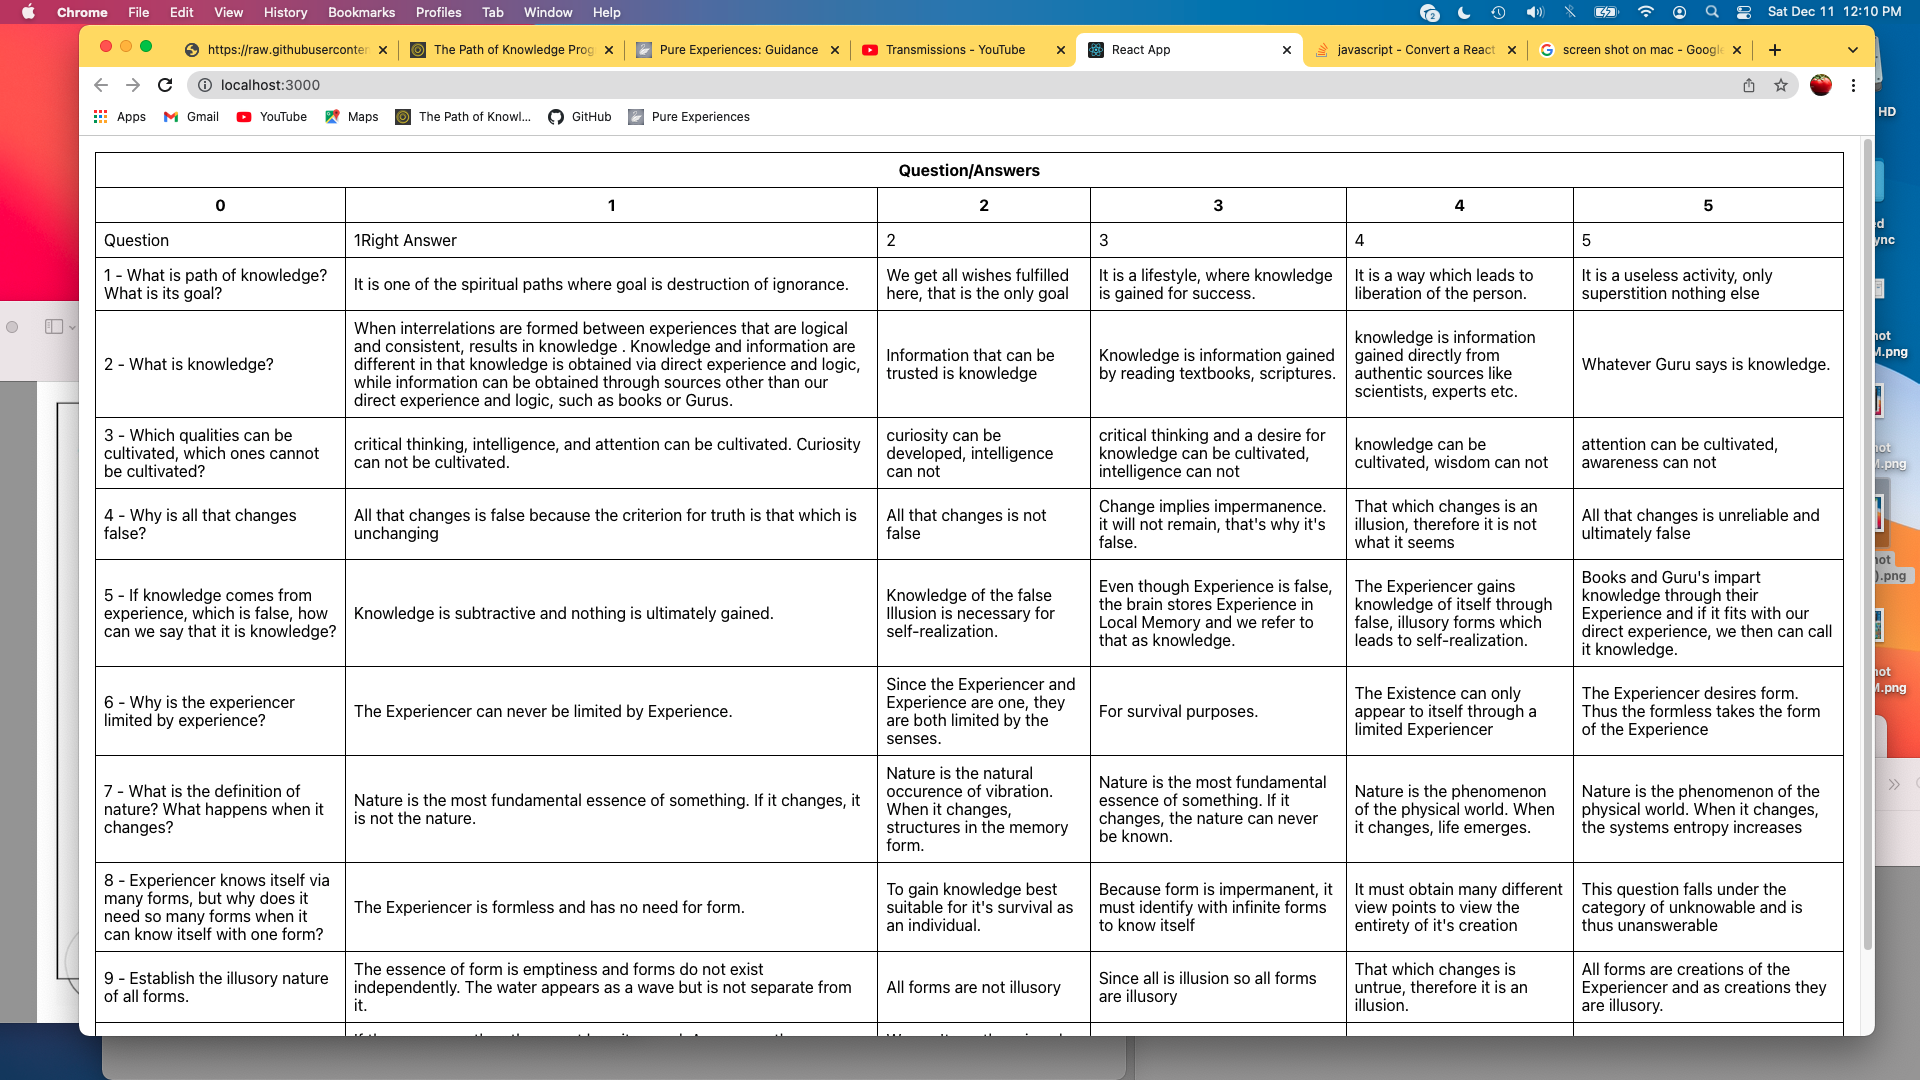 Chrome File Edit View History Bookmarks Profiles Tab Window Help
2
Sat Dec 11 12:10 PM
https://raw.githubuserconten
The Path of Knowledge Prog
Pure Experiences: Guidance
Transmissions - YouTube
React App
javascript - Convert a React
screen shot on mac - Google
localhost:3000
Apps Gmail YouTube Maps The Path of Knowl... GitHub Pure Experiences
HD
Question/Answers
0 1 2 3 4 5
Question
1Right Answer
2
3
4
5
1 - What is path of knowledge?
What is its goal?
It is one of the spiritual paths where goal is destruction of ignorance.
We get all wishes fulfilled
here, that is the only goal
It is a lifestyle, where knowledge
is gained for success.
It is a way which leads to
liberation of the person.
It is a useless activity, only
superstition nothing else
2 - What is knowledge?
When interrelations are formed between experiences that are logical
and consistent, results in knowledge . Knowledge and information are
different in that knowledge is obtained via direct experience and logic,
while information can be obtained through sources other than our
direct experience and logic, such as books or Gurus.
Information that can be
trusted is knowledge
Knowledge is information gained
by reading textbooks, scriptures.
knowledge is information
gained directly from
authentic sources like
scientists, experts etc.
Whatever Guru says is knowledge.
3 - Which qualities can be
cultivated, which ones cannot
be cultivated?
critical thinking, intelligence, and attention can be cultivated. Curiosity
can not be cultivated.
curiosity can be
developed, intelligence
can not
critical thinking and a desire for
knowledge can be cultivated,
intelligence can not
knowledge can be
cultivated, wisdom can not
attention can be cultivated,
awareness can not
4 - Why is all that changes
false?
All that changes is false because the criterion for truth is that which is
unchanging
All that changes is not
false
Change implies impermanence.
it will not remain, that's why it's
false.
That which changes is an
illusion, therefore it is not
what it seems
All that changes is unreliable and
ultimately false
5 - If knowledge comes from
experience, which is false, how
can we say that it is knowledge?
Knowledge is subtractive and nothing is ultimately gained.
Knowledge of the false
Illusion is necessary for
self-realization.
Even though Experience is false,
the brain stores Experience in
Local Memory and we refer to
that as knowledge.
The Experiencer gains
knowledge of itself through
false, illusory forms which
leads to self-realization.
Books and Guru's impart
knowledge through their
Experience and if it fits with our
direct experience, we then can call
it knowledge.
6 - Why is the experiencer
limited by experience?
The Experiencer can never be limited by Experience.
Since the Experiencer and
Experience are one, they
are both limited by the
senses.
For survival purposes.
The Existence can only
appear to itself through a
limited Experiencer
The Experiencer desires form.
Thus the formless takes the form
of the Experience
7 - What is the definition of
nature? What happens when it
changes?
Nature is the most fundamental essence of something. If it changes, it
is not the nature.
Nature is the natural
occurence of vibration.
When it changes,
structures in the memory
form.
Nature is the most fundamental
essence of something. If it
changes, the nature can never
be known.
Nature is the phenomenon
of the physical world. When
it changes, life emerges.
Nature is the phenomenon of the
physical world. When it changes,
the systems entropy increases
8 - Experiencer knows itself via
many forms, but why does it
need so many forms when it
can know itself with one form?
The Experiencer is formless and has no need for form.
To gain knowledge best
suitable for it's survival as
an individual.
Because form is impermanent, it
must identify with infinite forms
to know itself
It must obtain many different
view points to view the
entirety of it's creation
This question falls under the
category of unknowable and is
thus unanswerable
9 - Establish the illusory nature
of all forms.
The essence of form is emptiness and forms do not exist
independently. The water appears as a wave but is not separate from
it.
All forms are not illusory
Since all is illusion so all forms
are illusory
That which changes is
untrue, therefore it is an
illusion.
All forms are creations of the
Experiencer and as creations they
are illusory.